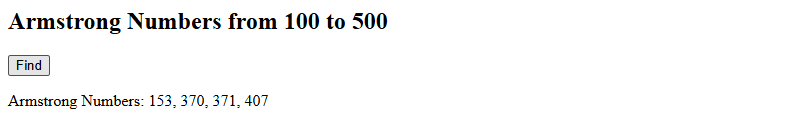 Armstrong Numbers from 100 to 500
Find
Armstrong Numbers: 153, 370, 371, 407